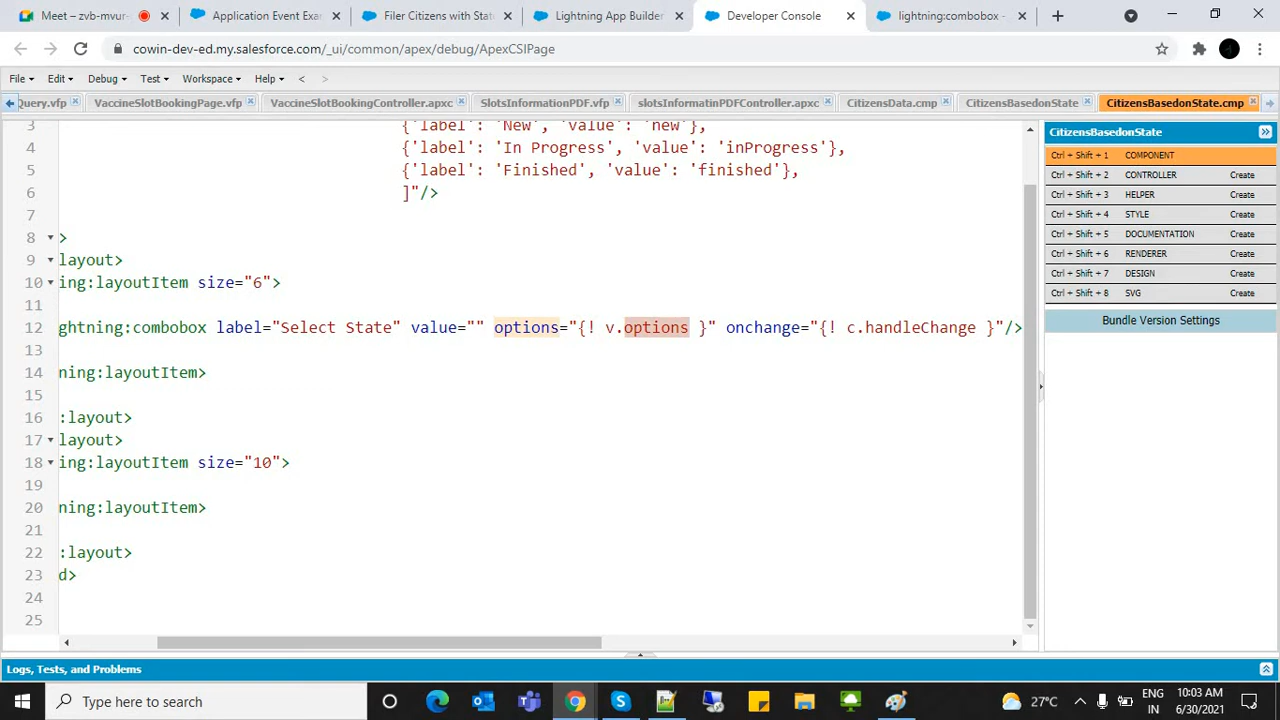 Meet - zvb-mvur-
Application Event Exam
Filer Citizens with Stat
Lightning App Builder
Developer Console
lightning:combobox -
cowin-dev-ed.my.salesforce.com/_ui/common/apex/debug/ApexCSIPage
File Edit Debug Test Workspace Help < >
Query.vfp VaccineSlotBookingPage.vfp VaccineSlotBookingController.apxc SlotsInformationPDF.vfp slotsInformatinPDFController.apxc CitizensData.cmp CitizensBasedonState CitizensBasedonState.cmp
3 {'label': 'New', 'value': 'new'},
4 {'label': 'In Progress', 'value': 'inProgress'},
5 {'label': 'Finished', 'value': 'finished'},
6 ]"/>
7
8 >
9 layout>
10 ing:layoutItem size="6">
11
12 ghtning:combobox label="Select State" value="" options="{! v.options }" onchange="{! c.handleChange }"/>
13
14 ning:layoutItem>
15
16 :layout>
17 layout>
18 ing:layoutItem size="10">
19
20 ning:layoutItem>
21
22 :layout>
23 d>
24
25
CitizensBasedonState
Ctrl + Shift + 1 COMPONENT
Ctrl + Shift + 2 CONTROLLER Create
Ctrl + Shift + 3 HELPER Create
Ctrl + Shift + 4 STYLE Create
Ctrl + Shift + 5 DOCUMENTATION Create
Ctrl + Shift + 6 RENDERER Create
Ctrl + Shift + 7 DESIGN Create
Ctrl + Shift + 8 SVG Create
Bundle Version Settings
Logs, Tests, and Problems
Type here to search
27°C
ENG
IN
10:03 AM
6/30/2021